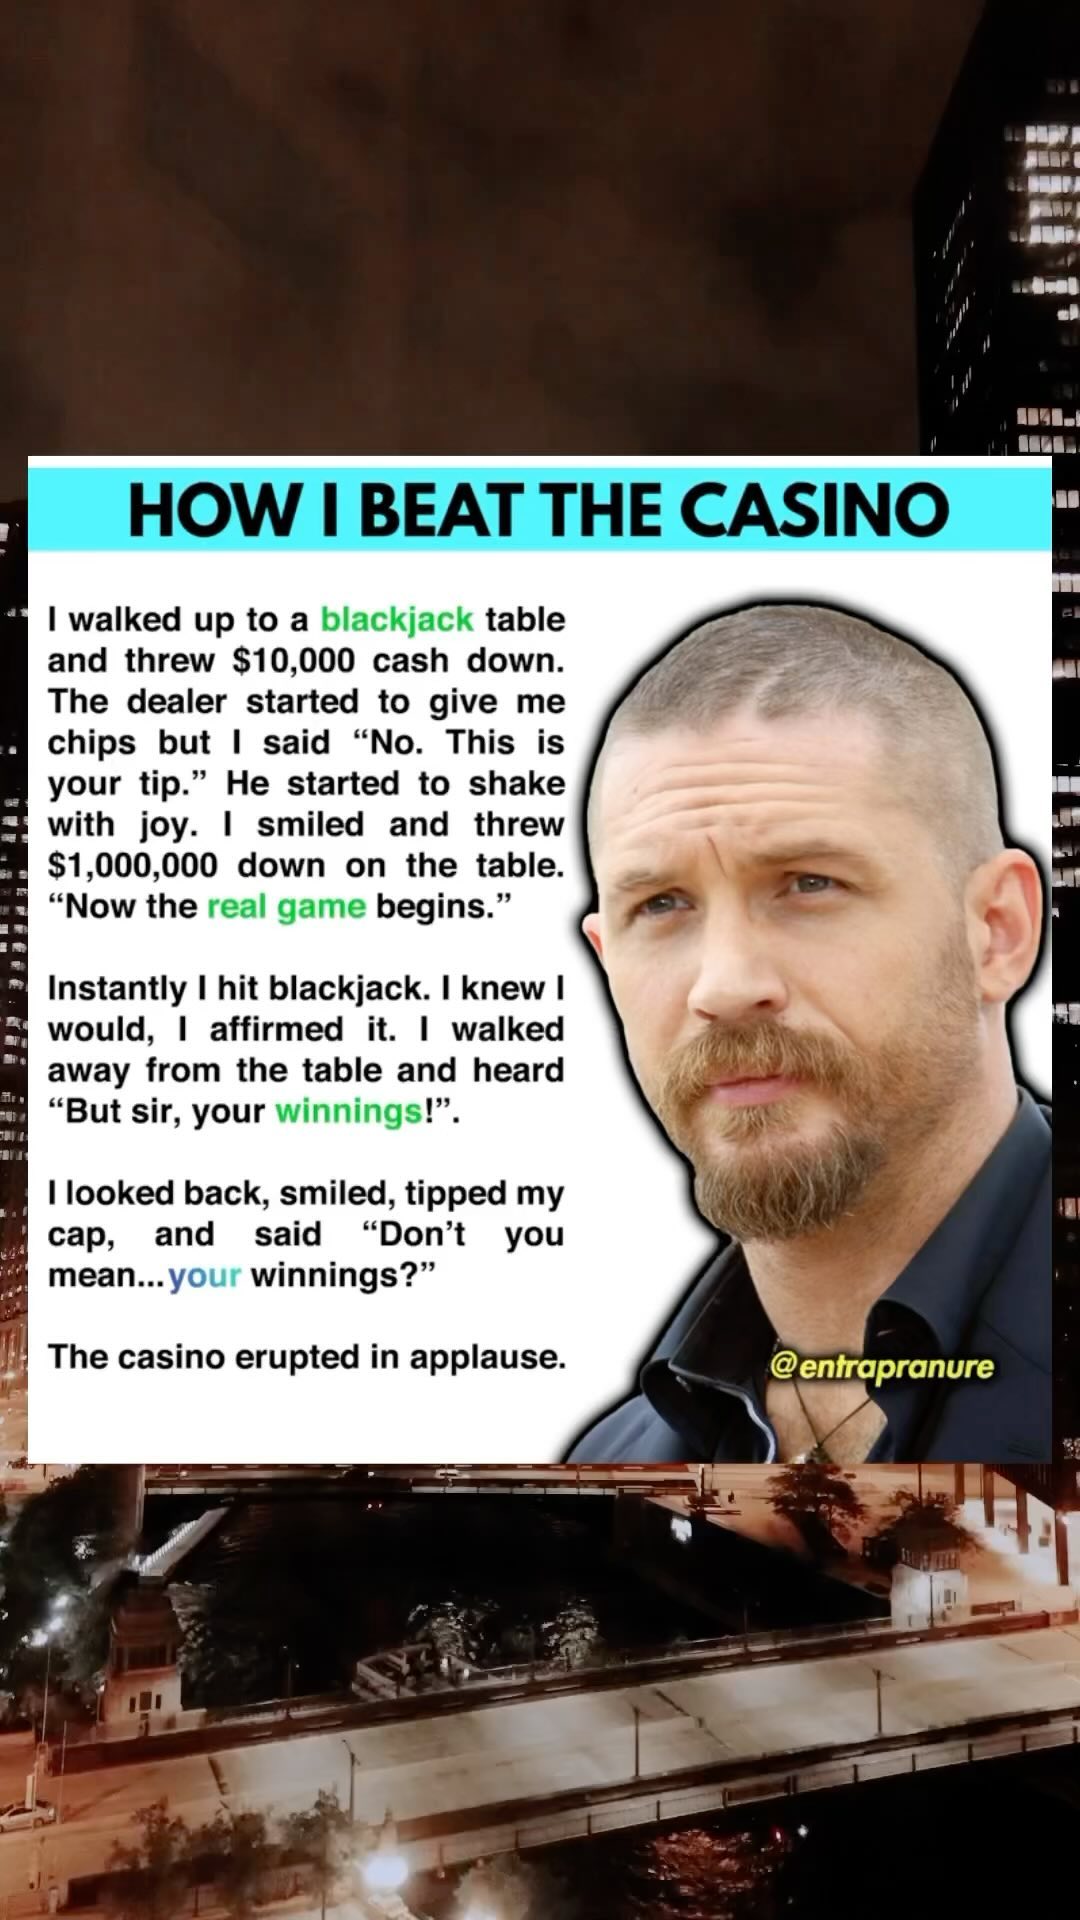 HOW I BEAT THE CASINO
I walked up to a blackjack table
and threw $10,000 cash down.
The dealer started to give me
chips but I said “No. This is
your tip.” He started to shake
with joy. I smiled and threw
$1,000,000 down on the table.
“Now the real game begins.”
Instantly I hit blackjack. I knew I
would, I affirmed it. I walked
away from the table and heard
“But sir, your winnings!”.
I looked back, smiled, tipped my
cap, and said “Don’t you
mean...your winnings?”
The casino erupted in applause.
@entrapranure